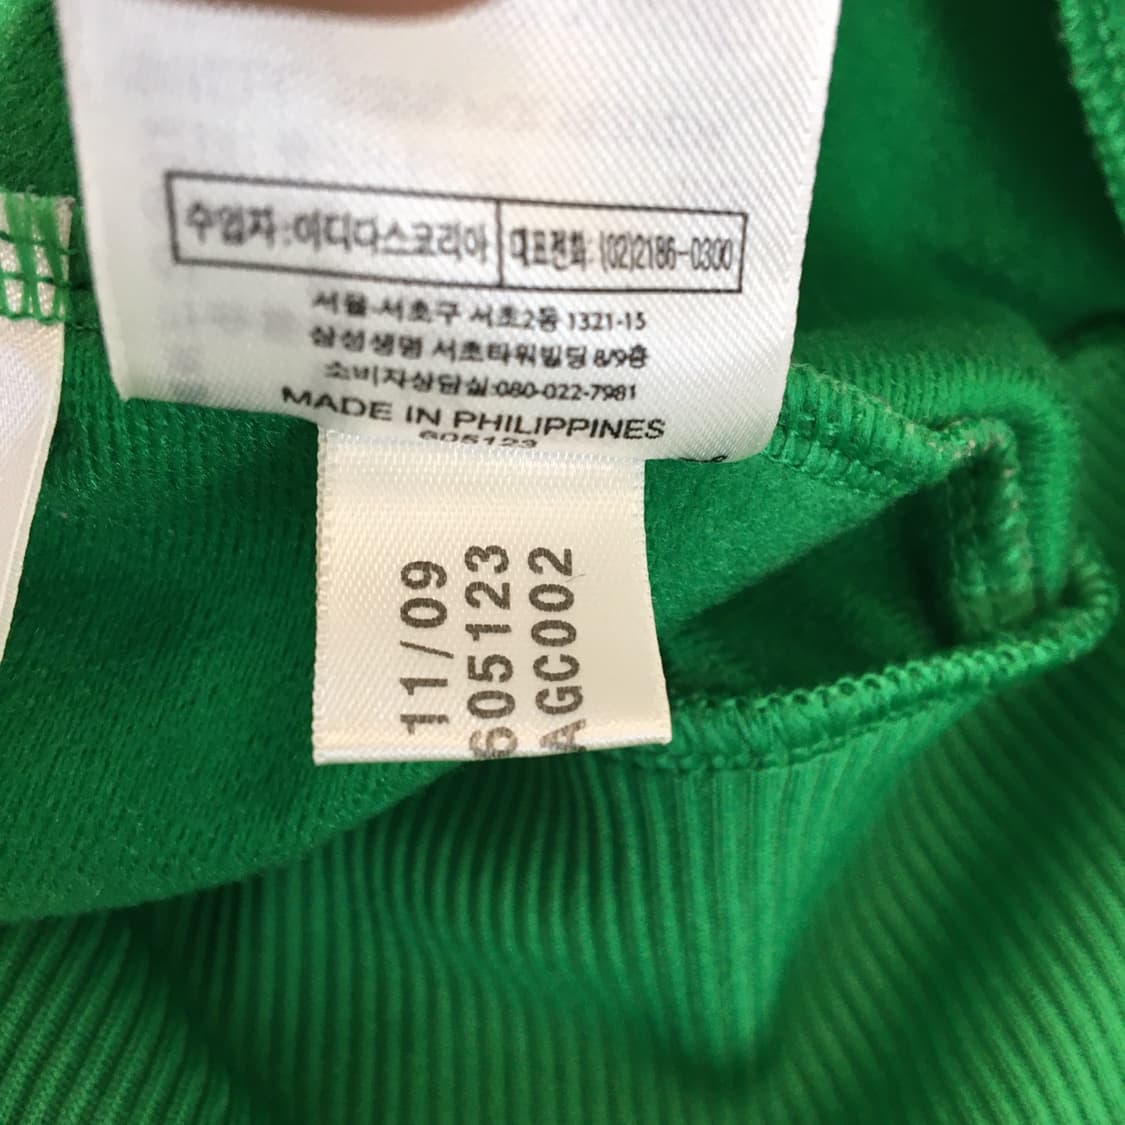 수입자:아디다스코리아 대표전화: (02)2186-0300
서울 서초구 서초2동 1321-15
삼성생명 서초타워빌딩 8/9층
소비자상담실:080-022-7981
MADE IN PHILIPPINES
605123
11/09
605123
AGC002